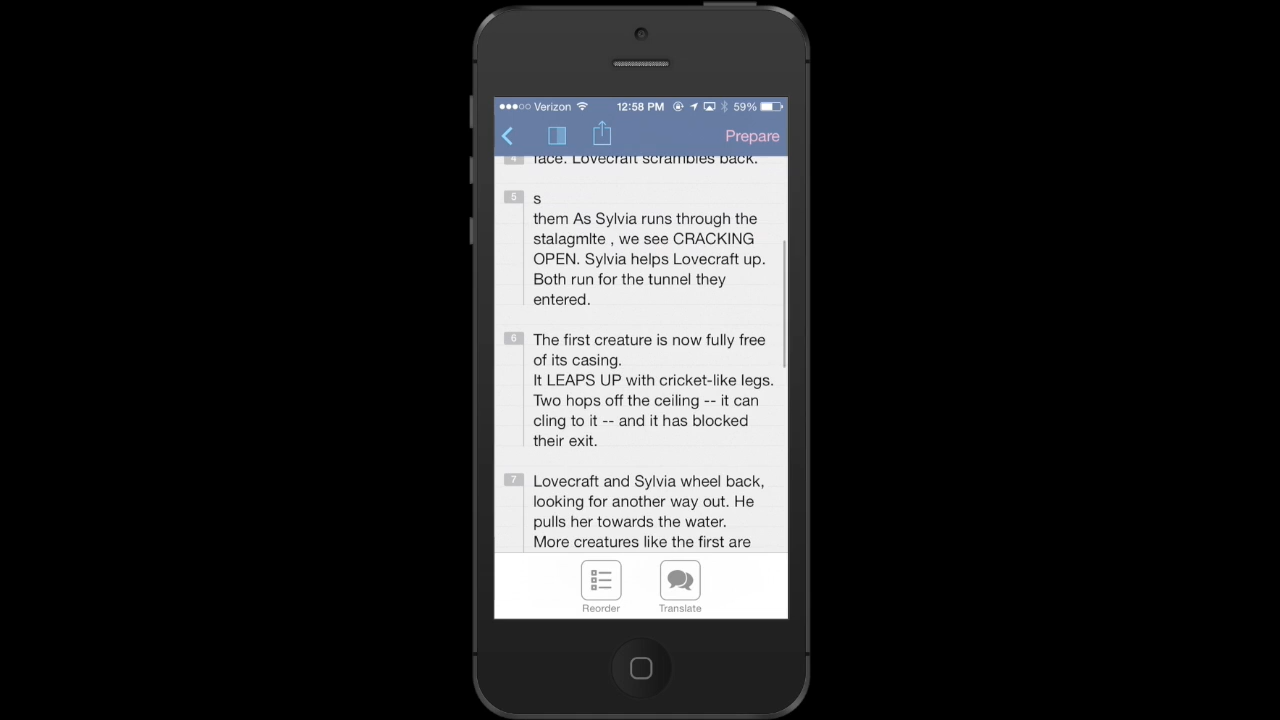 Verizon 12:58 PM 59%
Prepare
4 face. Lovecraft scrambles back.
5 s
them As Sylvia runs through the
stalagmlte , we see CRACKING
OPEN. Sylvia helps Lovecraft up.
Both run for the tunnel they
entered.
6 The first creature is now fully free
of its casing.
It LEAPS UP with cricket-like legs.
Two hops off the ceiling -- it can
cling to it -- and it has blocked
their exit.
7 Lovecraft and Sylvia wheel back,
looking for another way out. He
pulls her towards the water.
More creatures like the first are
Reorder Translate